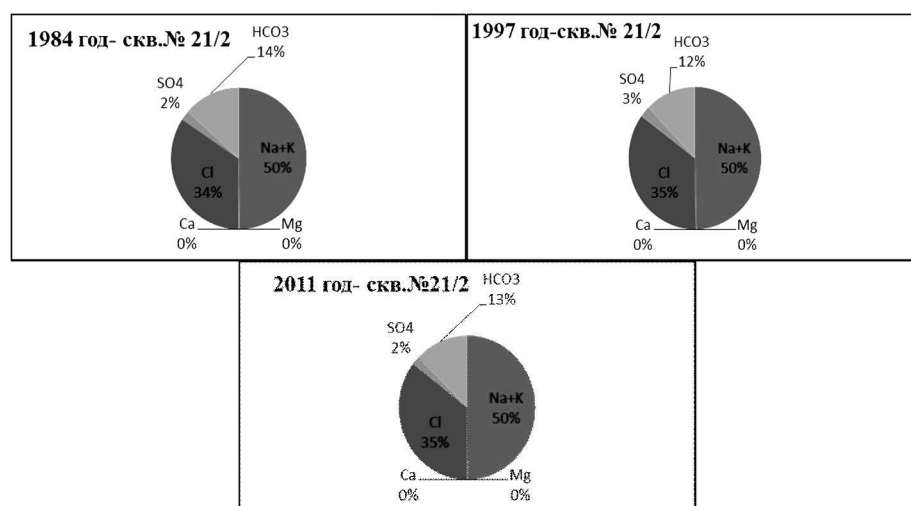 1984 год- скв.№ 21/2
HCO3
14%
SO4
2%
Na+K
50%
Cl
34%
Ca
0%
Mg
0%
1997 год-скв.№ 21/2
HCO3
12%
SO4
3%
Na+K
50%
Cl
35%
Ca
0%
Mg
0%
2011 год- скв.№21/2
HCO3
13%
SO4
2%
Na+K
50%
Cl
35%
Ca
0%
Mg
0%